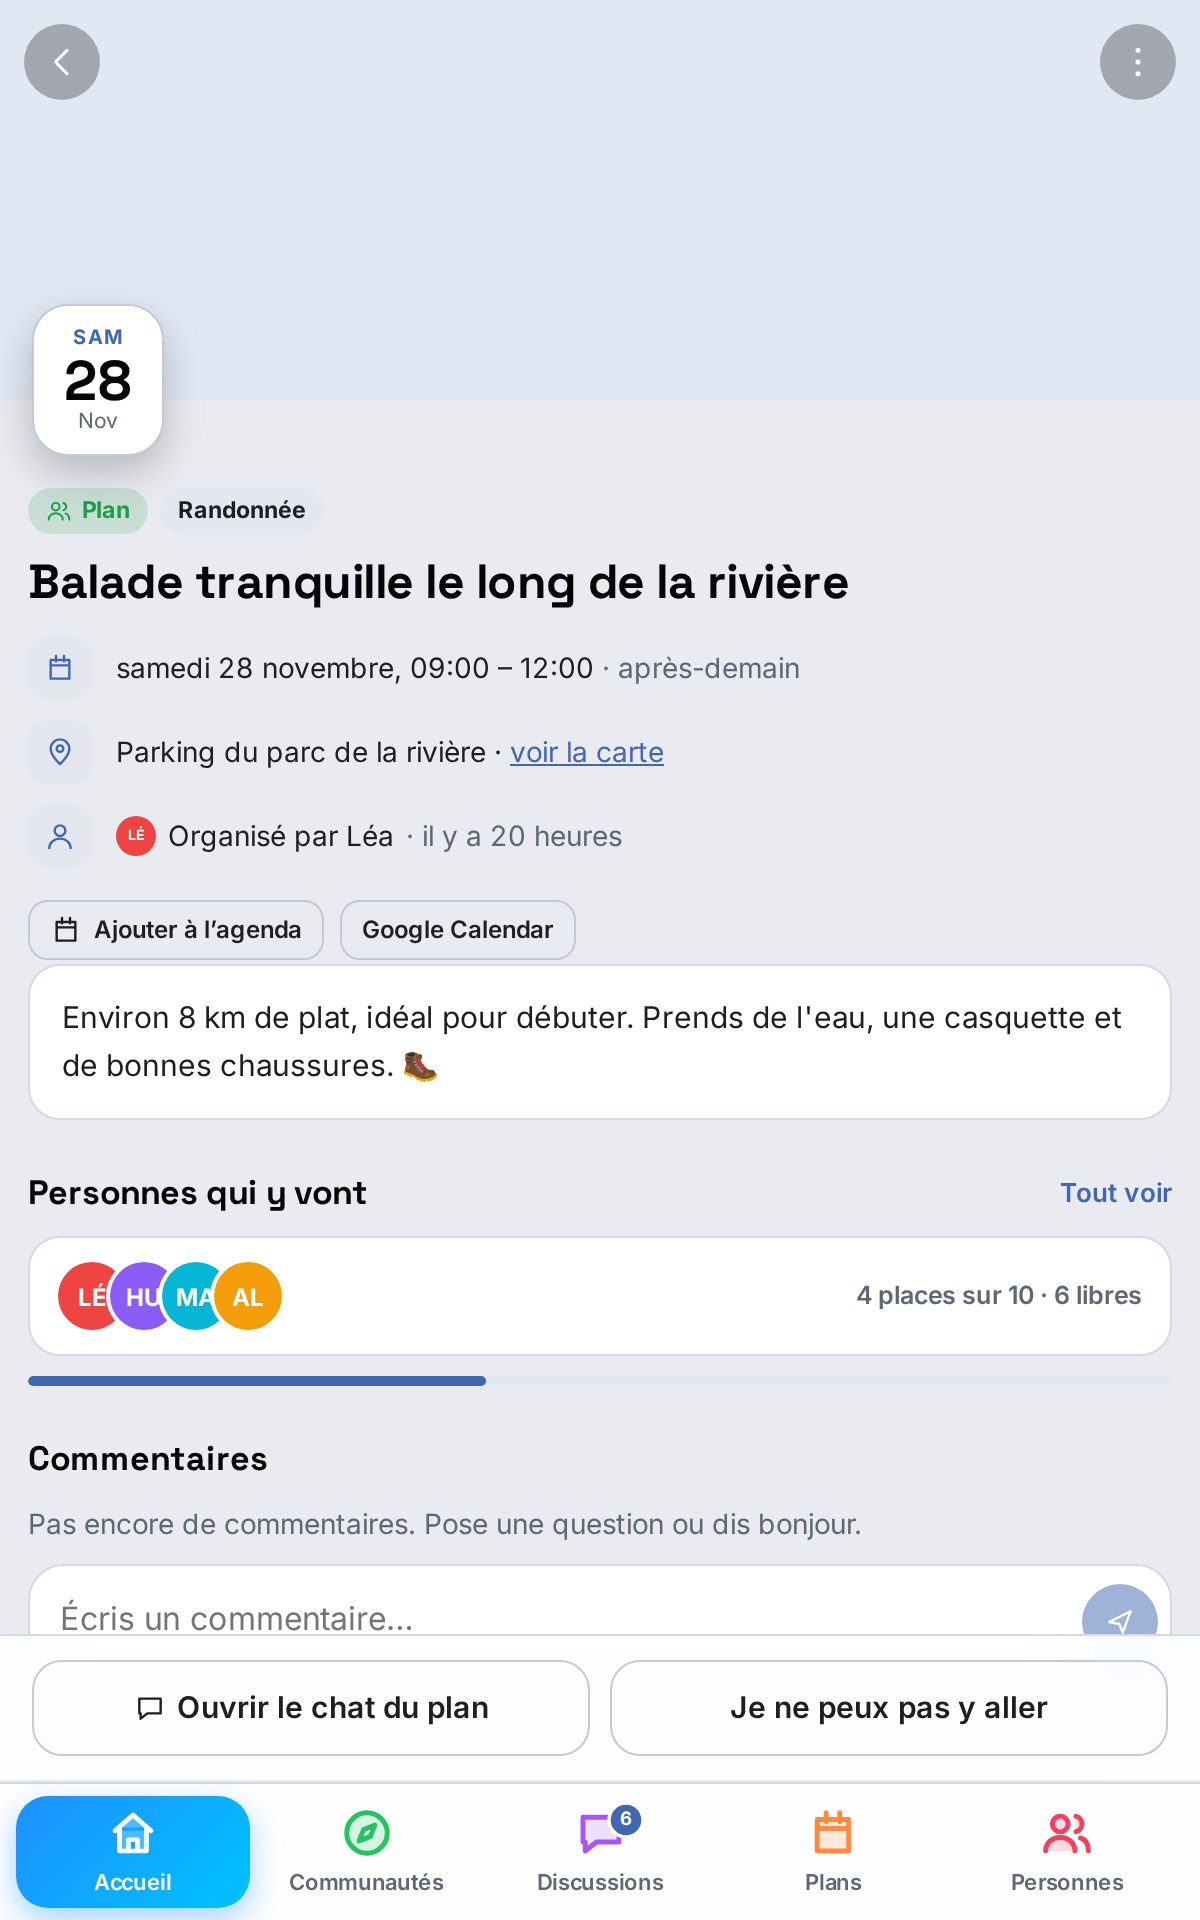 SAM
28
Nov
Plan
Randonnée
Balade tranquille le long de la rivière
samedi 28 novembre, 09:00 – 12:00 · après-demain
Parking du parc de la rivière · voir la carte
LÉ Organisé par Léa · il y a 20 heures
Ajouter à l’agenda
Google Calendar
Environ 8 km de plat, idéal pour débuter. Prends de l'eau, une casquette et
de bonnes chaussures. 🥾
Personnes qui y vont
Tout voir
LÉ HU MA AL
4 places sur 10 · 6 libres
Commentaires
Pas encore de commentaires. Pose une question ou dis bonjour.
Écris un commentaire...
Ouvrir le chat du plan
Je ne peux pas y aller
6
Accueil
Communautés
Discussions
Plans
Personnes